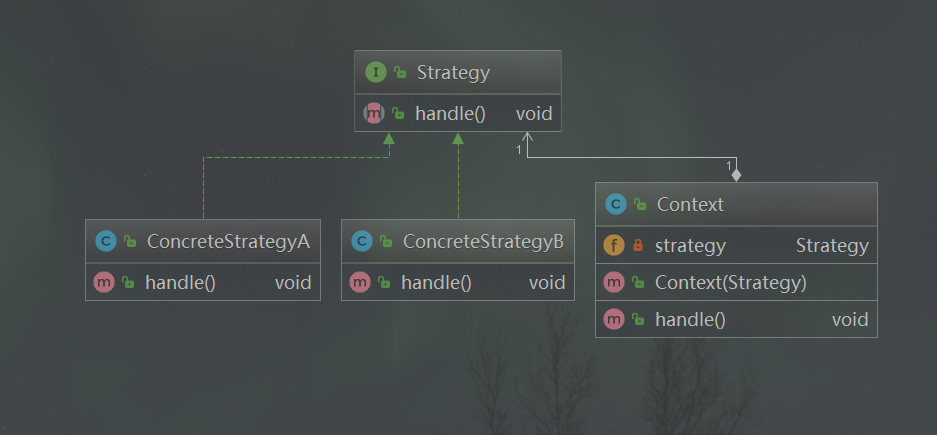 I Strategy
m handle() void
1
1
C Context
f strategy Strategy
m Context(Strategy)
m handle() void
C ConcreteStrategyA
m handle() void
C ConcreteStrategyB
m handle() void